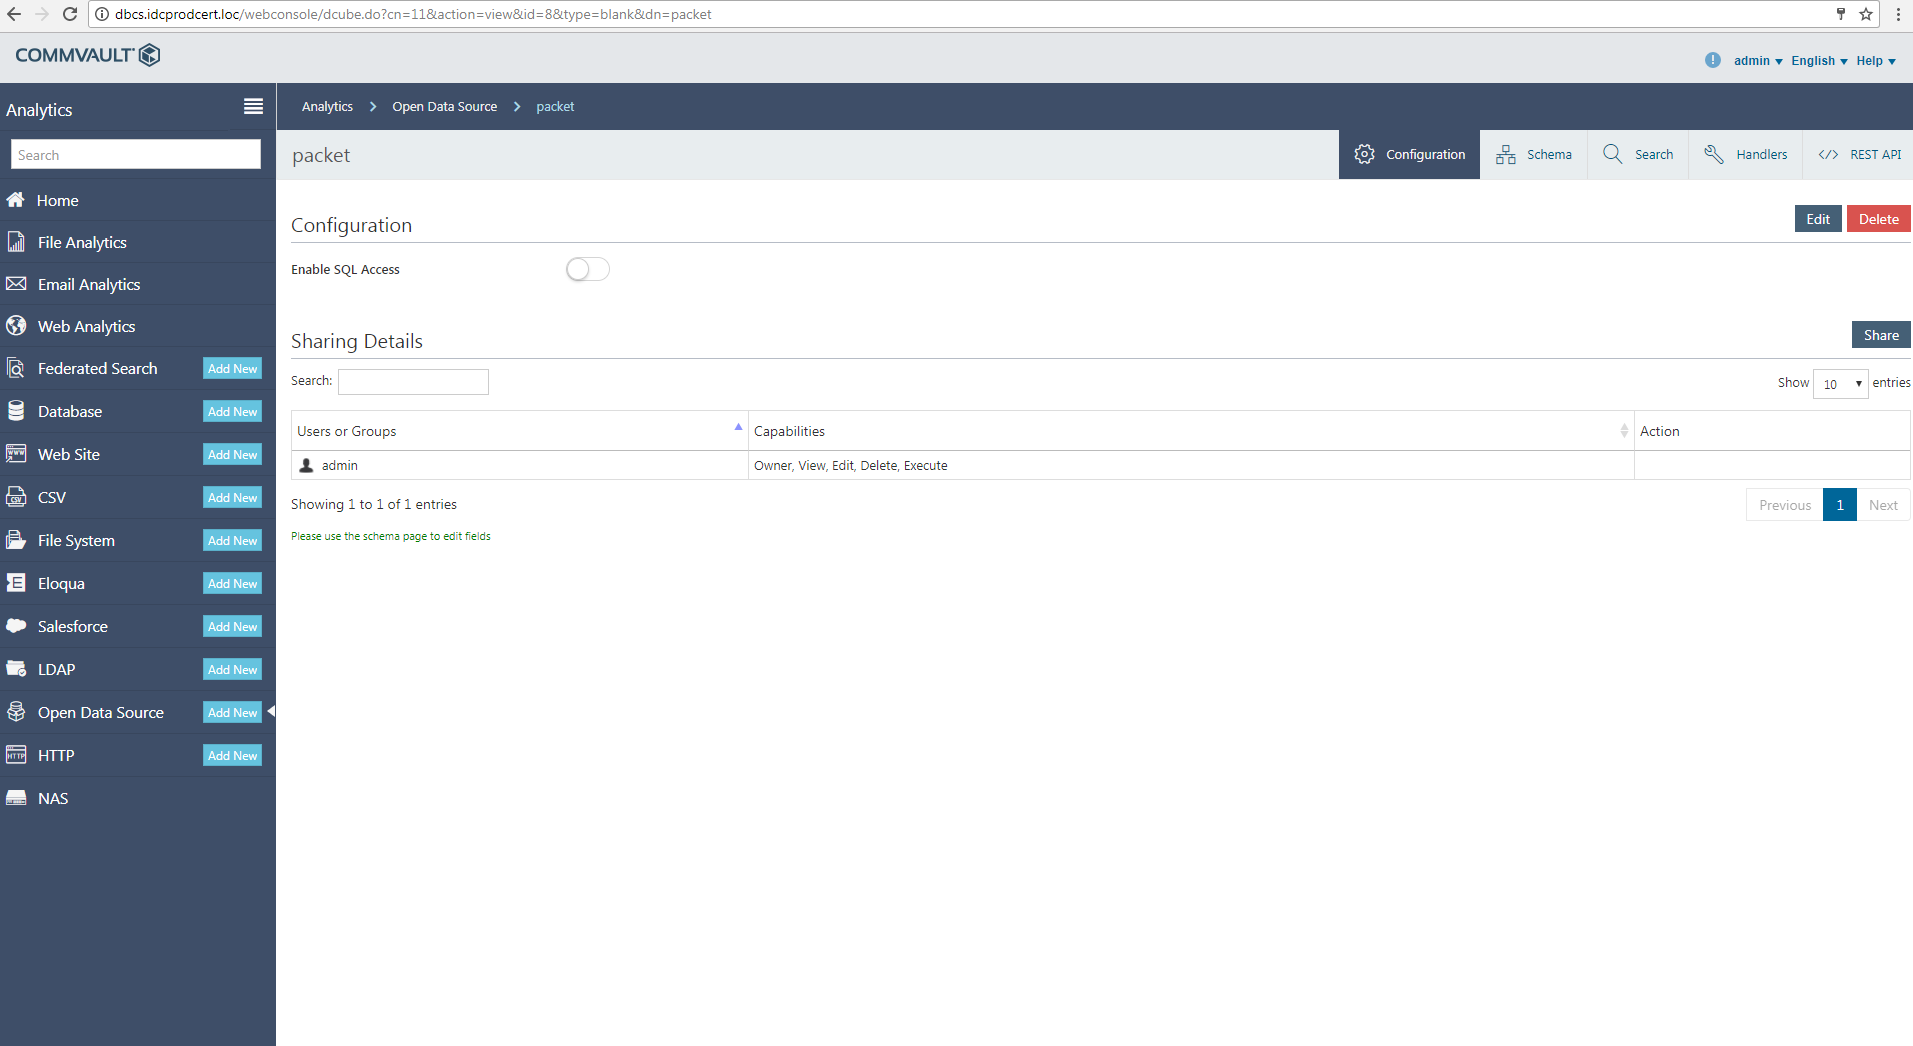 dbcs.idcprodcert.loc/webconsole/dcube.do?cn=11&action=view&id=8&type=blank&dn=packet
COMMVAULT
admin English Help
Analytics
Analytics Open Data Source packet
Search
packet
Configuration Schema Search Handlers </> REST API
Home
File Analytics
Email Analytics
Web Analytics
Federated Search Add New
Database Add New
Web Site Add New
CSV Add New
File System Add New
Eloqua Add New
Salesforce Add New
LDAP Add New
Open Data Source Add New
HTTP Add New
NAS
Configuration Edit Delete
Enable SQL Access
Sharing Details Share
Search: Show 10 entries
Users or Groups Capabilities Action
admin Owner, View, Edit, Delete, Execute
Showing 1 to 1 of 1 entries Previous 1 Next
Please use the schema page to edit fields